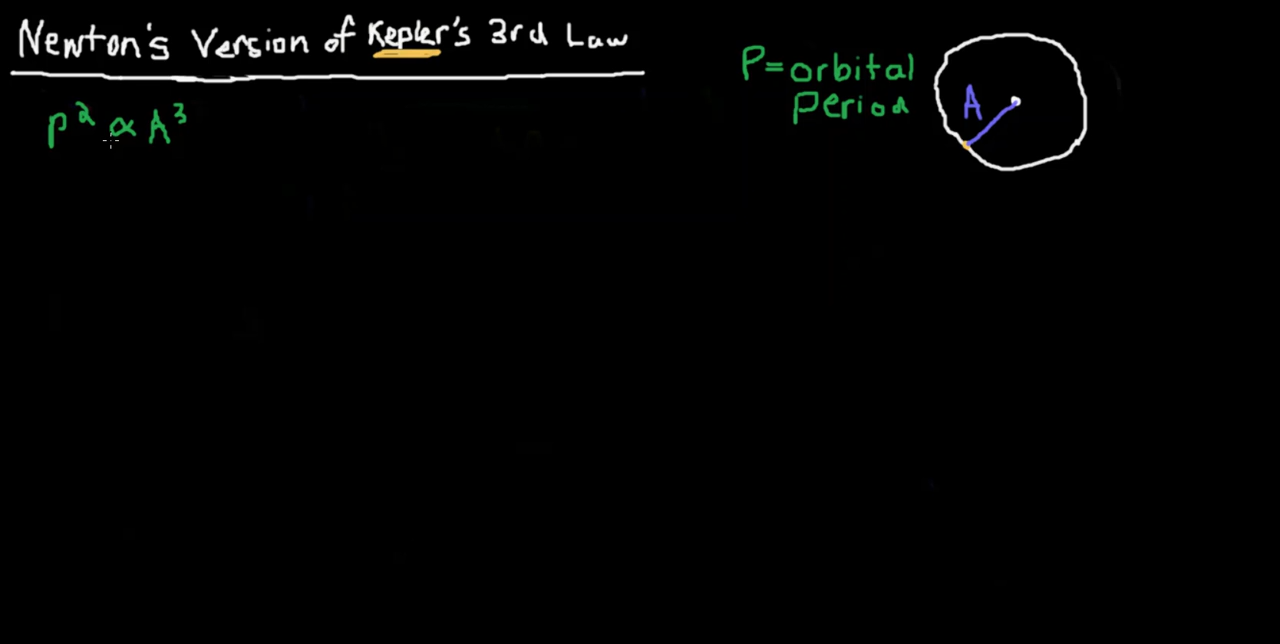 Newton's Version of Kepler's 3rd Law
P² ∝ A³
P = orbital
Period
A